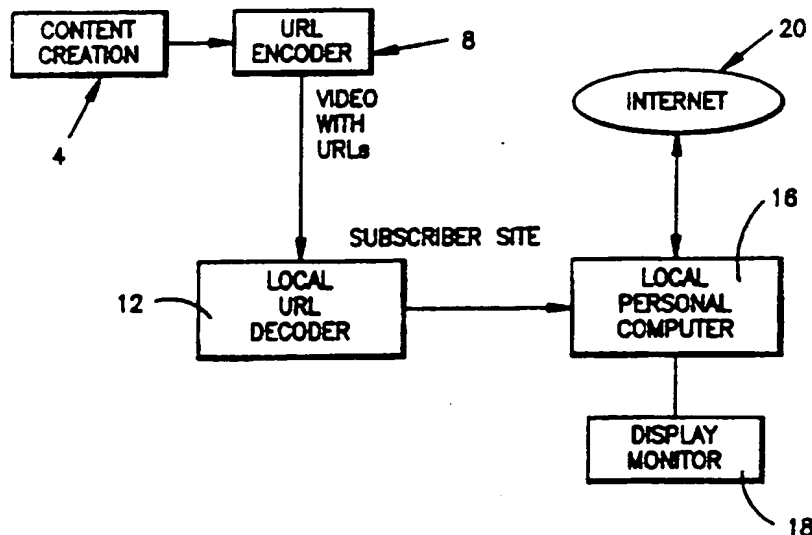 CONTENT
CREATION
URL
ENCODER
8
20
INTERNET
VIDEO
WITH
URLs
4
16
SUBSCRIBER SITE
LOCAL
URL
DECODER
12
LOCAL
PERSONAL
COMPUTER
DISPLAY
MONITOR
18